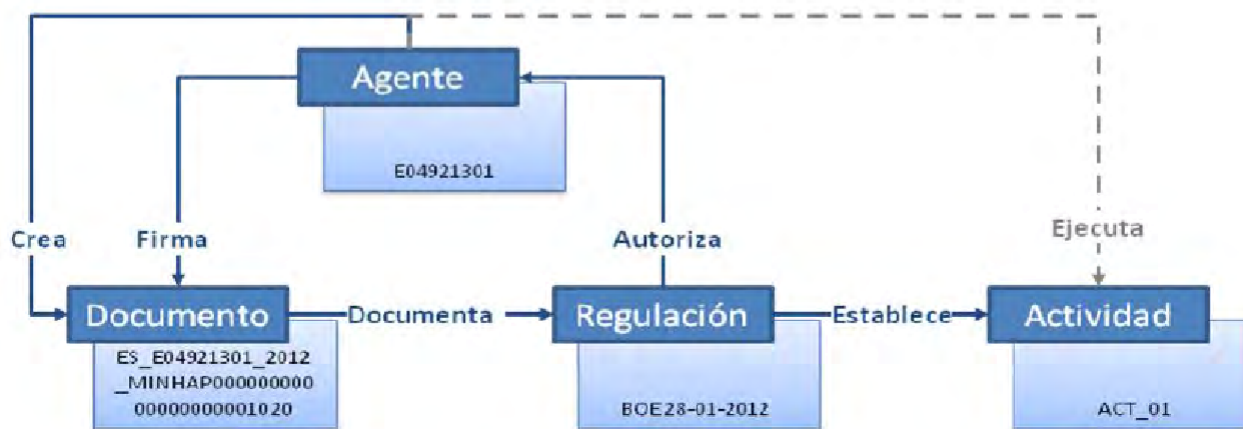 Agente
E04921301
Crea
Firma
Autoriza
Ejecuta
Documento
Documenta
Regulación
Establece
Actividad
ES_E04921301_2012
_MINHAP000000000
00000000001020
BOE28-01-2012
ACT_01